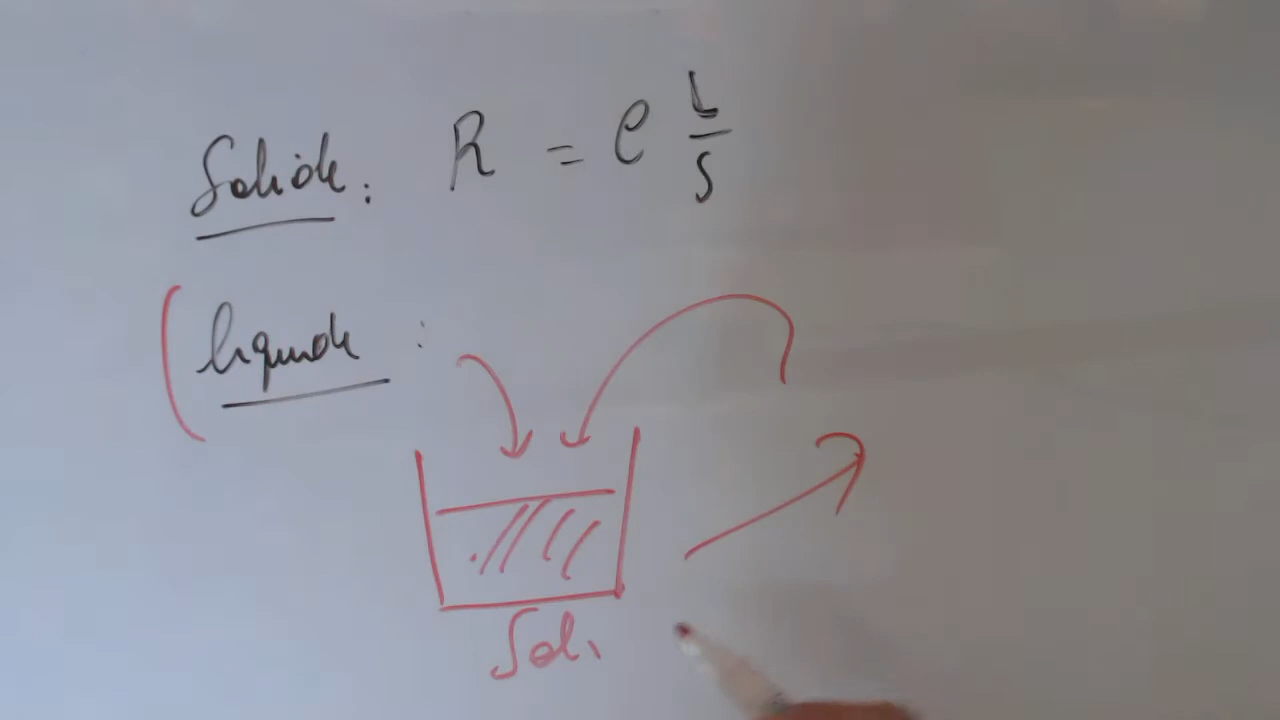 Solide : R = ρ L/S
liquide :
Sol.